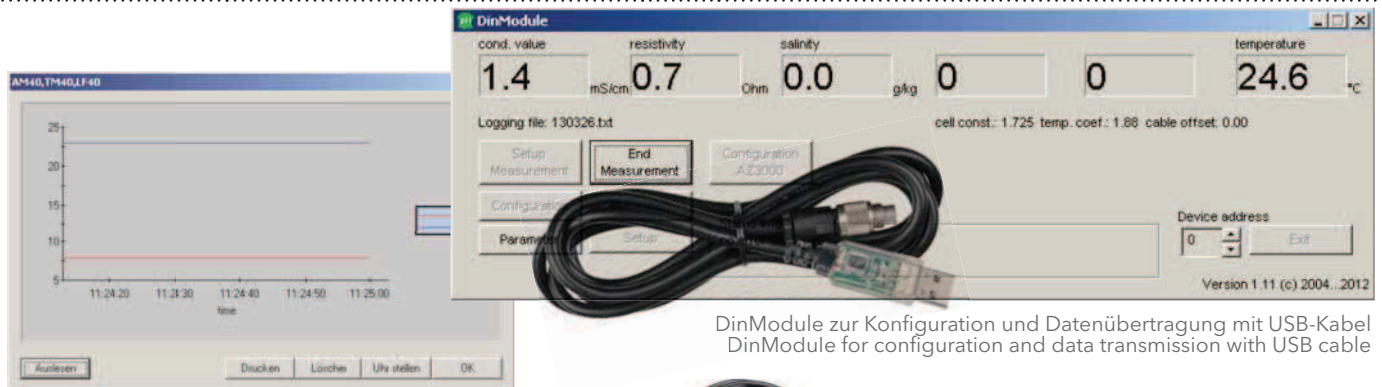 DinModule
cond. value resistivity salinity temperature
1.4 mS/cm 0.7 Ohm 0.0 g/kg 0 0 24.6 °C
Logging file: 130326.txt cell const.: 1.725 temp. coef.: 1.88 cable offset: 0.00
Setup Measurement
End Measurement
Configuration AZ3000
Configuration
Parameter
Setup
Device address
0
Exit
Version 1.11 (c) 2004...2012
AM40,TM40,LF40
25
20
15
10
5
11:24:20 11:24:30 11:24:40 11:24:50 11:25:00
time
Auslesen Drucken Löschen Uhr stellen OK
DinModule zur Konfiguration und Datenübertragung mit USB-Kabel
DinModule for configuration and data transmission with USB cable